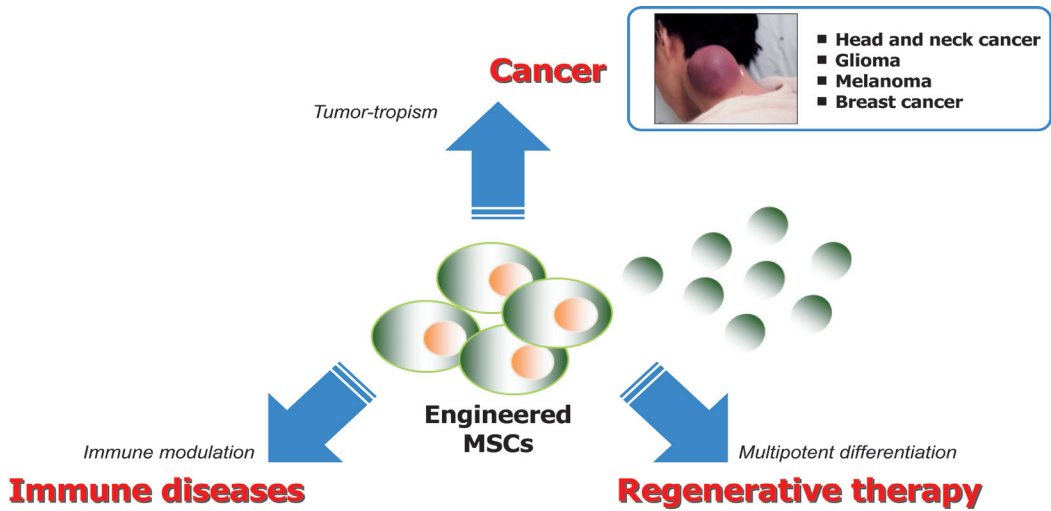 Cancer
■ Head and neck cancer
■ Glioma
■ Melanoma
■ Breast cancer
Tumor-tropism
Engineered
MSCs
Immune modulation
Immune diseases
Multipotent differentiation
Regenerative therapy